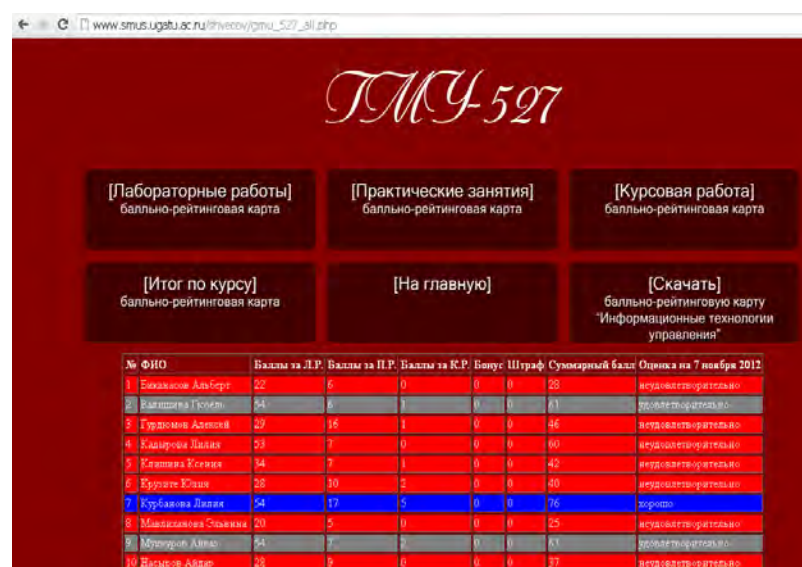 www.smus.ugatu.ac.ru/shvecov/gmu_527_all.php
ГМУ-527
[Лабораторные работы]
балльно-рейтинговая карта
[Практические занятия]
балльно-рейтинговая карта
[Курсовая работа]
балльно-рейтинговая карта
[Итог по курсу]
балльно-рейтинговая карта
[На главную]
[Скачать]
балльно-рейтинговую карту
"Информационные технологии
управления"
№ ФИО Баллы за Л.Р. Баллы за П.Р. Баллы за К.Р. Бонус Штраф Суммарный балл Оценка на 7 ноября 2012
1 Альберт 22 6 0 0 0 28 неудовлетворительно
2 54 6 1 0 0 61 удовлетворительно
3 Гурдюмов Алексей 29 16 1 0 0 46 неудовлетворительно
4 Кадырова Лилия 53 7 0 0 0 60 неудовлетворительно
5 Клишина Ксения 34 7 1 0 0 42 неудовлетворительно
6 Юлия 28 10 2 0 0 40 неудовлетворительно
7 Курбанова Лилия 54 17 5 0 0 76 хорошо
8 Эльвина 20 5 0 0 0 25 неудовлетворительно
9 54 7 2 0 0 63 удовлетворительно
10 Насыров Айдар 28 9 0 0 0 37 неудовлетворительно